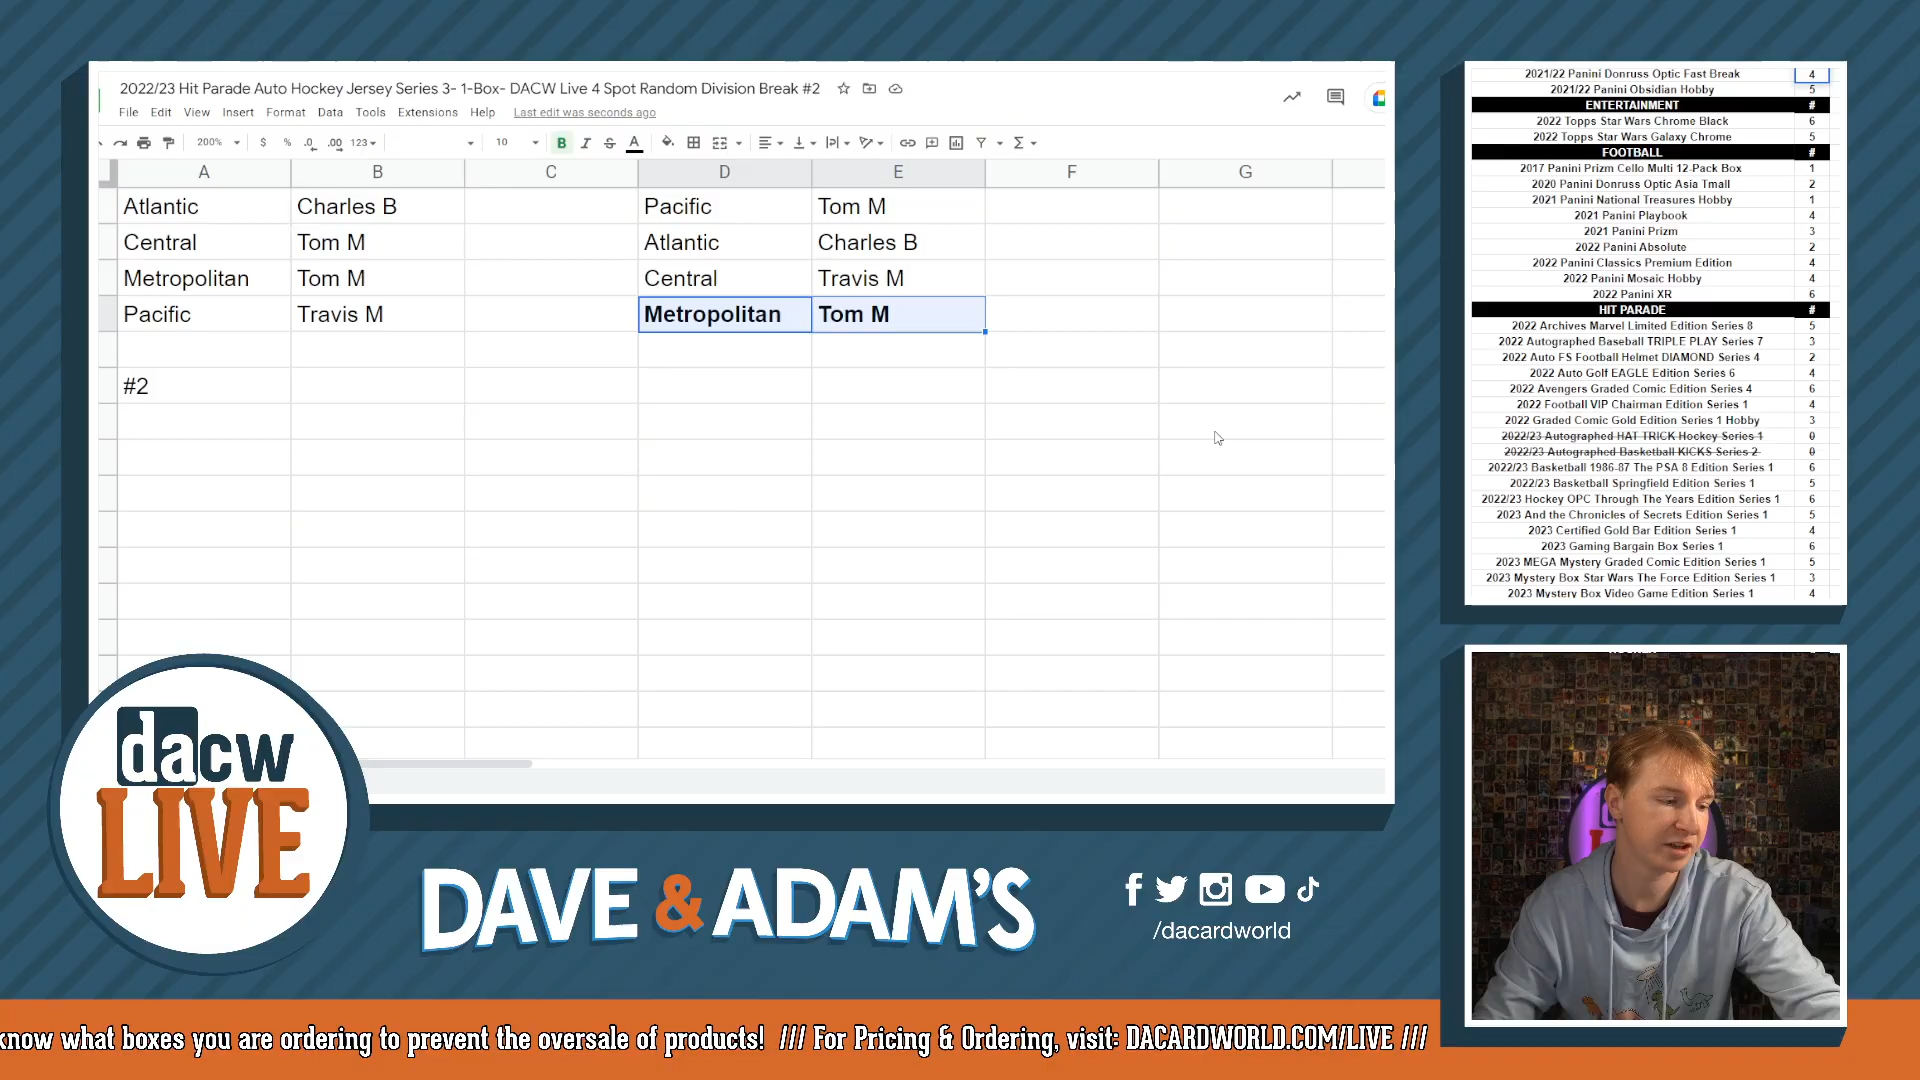 2022/23 Hit Parade Auto Hockey Jersey Series 3- 1-Box- DACW Live 4 Spot Random Division Break #2
File Edit View Insert Format Data Tools Extensions Help Last edit was seconds ago
200% $ % .0 .00 123 10 B I S A
A B C D E F G
Atlantic Charles B Pacific Tom M
Central Tom M Atlantic Charles B
Metropolitan Tom M Central Travis M
Pacific Travis M Metropolitan Tom M
#2
2021/22 Panini Donruss Optic Fast Break 4
2021/22 Panini Obsidian Hobby 5
ENTERTAINMENT #
2022 Topps Star Wars Chrome Black 6
2022 Topps Star Wars Galaxy Chrome 5
FOOTBALL #
2017 Panini Prizm Cello Multi 12-Pack Box 1
2020 Panini Donruss Optic Asia Tmall 2
2021 Panini National Treasures Hobby 1
2021 Panini Playbook 4
2021 Panini Prizm 3
2022 Panini Absolute 2
2022 Panini Classics Premium Edition 4
2022 Panini Mosaic Hobby 4
2022 Panini XR 6
HIT PARADE #
2022 Archives Marvel Limited Edition Series 8 5
2022 Autographed Baseball TRIPLE PLAY Series 7 3
2022 Auto FS Football Helmet DIAMOND Series 4 2
2022 Auto Golf EAGLE Edition Series 6 4
2022 Avengers Graded Comic Edition Series 4 6
2022 Football VIP Chairman Edition Series 1 4
2022 Graded Comic Gold Edition Series 1 Hobby 3
2022/23 Autographed HAT TRICK Hockey Series 1 0
2022/23 Autographed Basketball KICKS Series 2 0
2022/23 Basketball 1986-87 The PSA 8 Edition Series 1 6
2022/23 Basketball Springfield Edition Series 1 5
2022/23 Hockey OPC Through The Years Edition Series 1 6
2023 And the Chronicles of Secrets Edition Series 1 5
2023 Certified Gold Bar Edition Series 1 4
2023 Gaming Bargain Box Series 1 6
2023 MEGA Mystery Graded Comic Edition Series 1 5
2023 Mystery Box Star Wars The Force Edition Series 1 3
2023 Mystery Box Video Game Edition Series 1 4
dacw
LIVE
DAVE & ADAM'S
/dacardworld
know what boxes you are ordering to prevent the oversale of products! /// For Pricing & Ordering, visit: DACARDWORLD.COM/LIVE ///